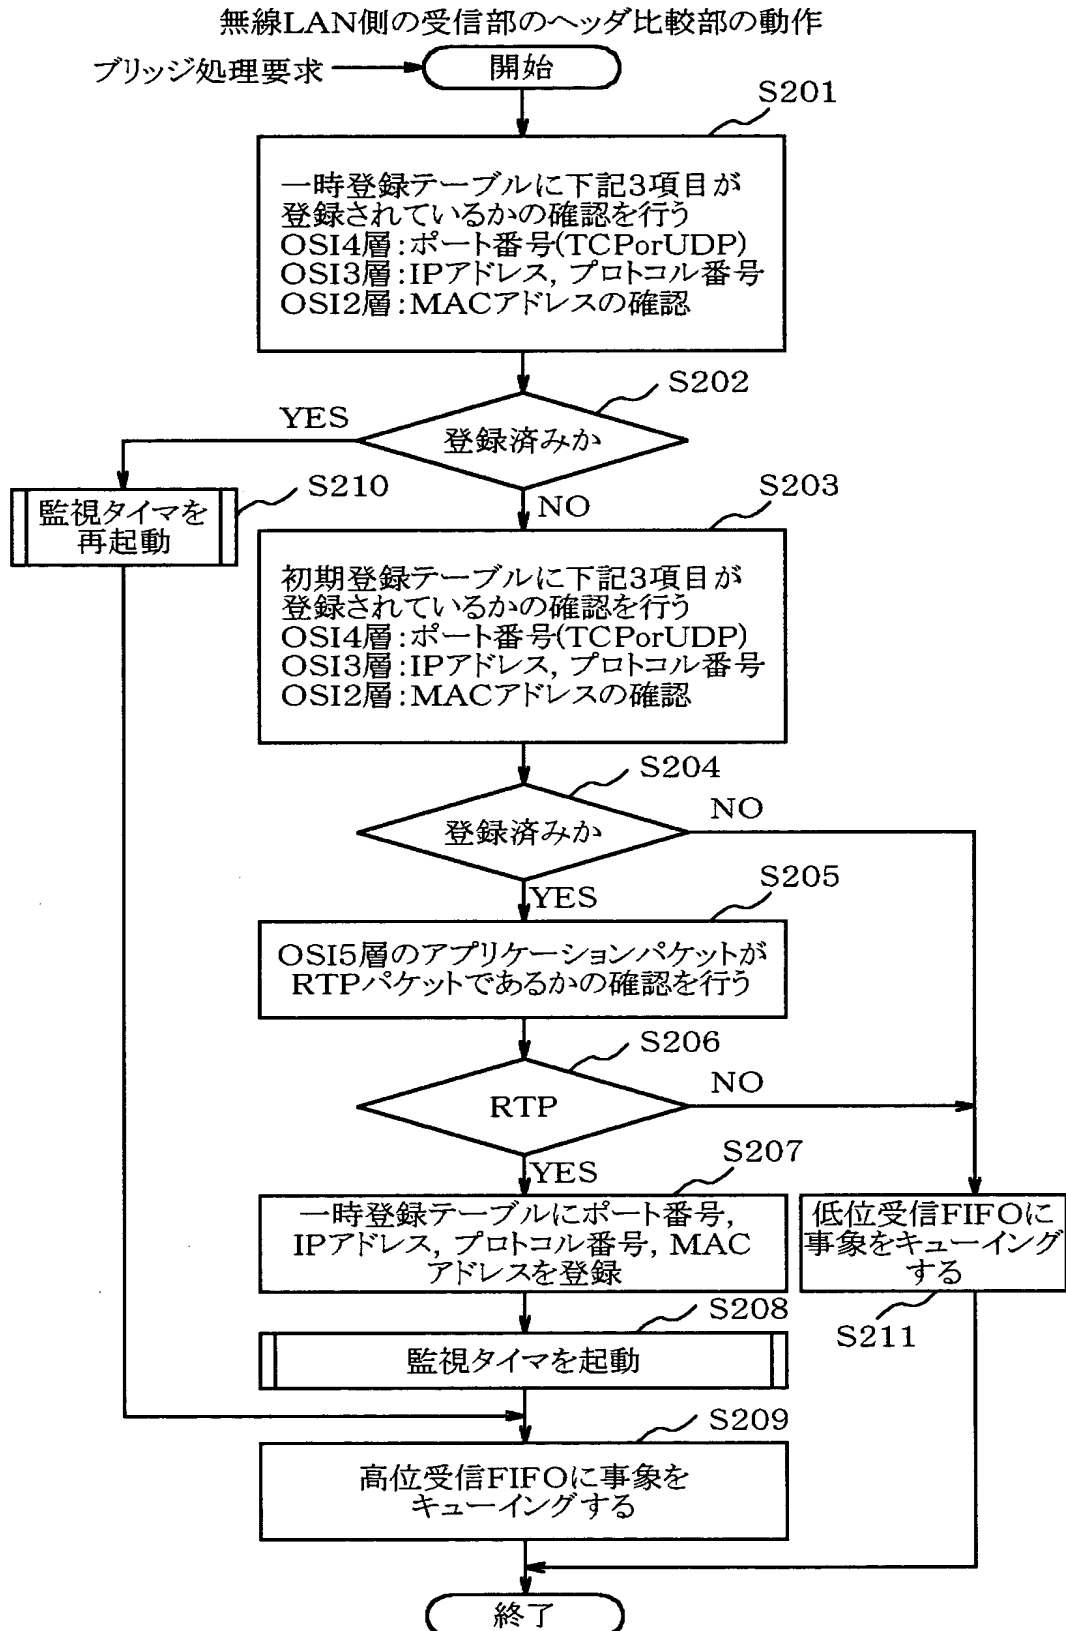 無線LAN側の受信部のヘッダ比較部の動作
ブリッジ処理要求
開始
S201
一時登録テーブルに下記3項目が
登録されているかの確認を行う
OSI4層:ポート番号(TCPorUDP)
OSI3層:IPアドレス, プロトコル番号
OSI2層:MACアドレスの確認
S202
YES
登録済みか
S210
監視タイマを
再起動
NO
S203
初期登録テーブルに下記3項目が
登録されているかの確認を行う
OSI4層:ポート番号(TCPorUDP)
OSI3層:IPアドレス, プロトコル番号
OSI2層:MACアドレスの確認
S204
NO
登録済みか
YES
S205
OSI5層のアプリケーションパケットが
RTPパケットであるかの確認を行う
S206
NO
RTP
YES
S207
一時登録テーブルにポート番号,
IPアドレス, プロトコル番号, MAC
アドレスを登録
低位受信FIFOに
事象をキューイング
する
S211
S208
監視タイマを起動
S209
高位受信FIFOに事象を
キューイングする
終了